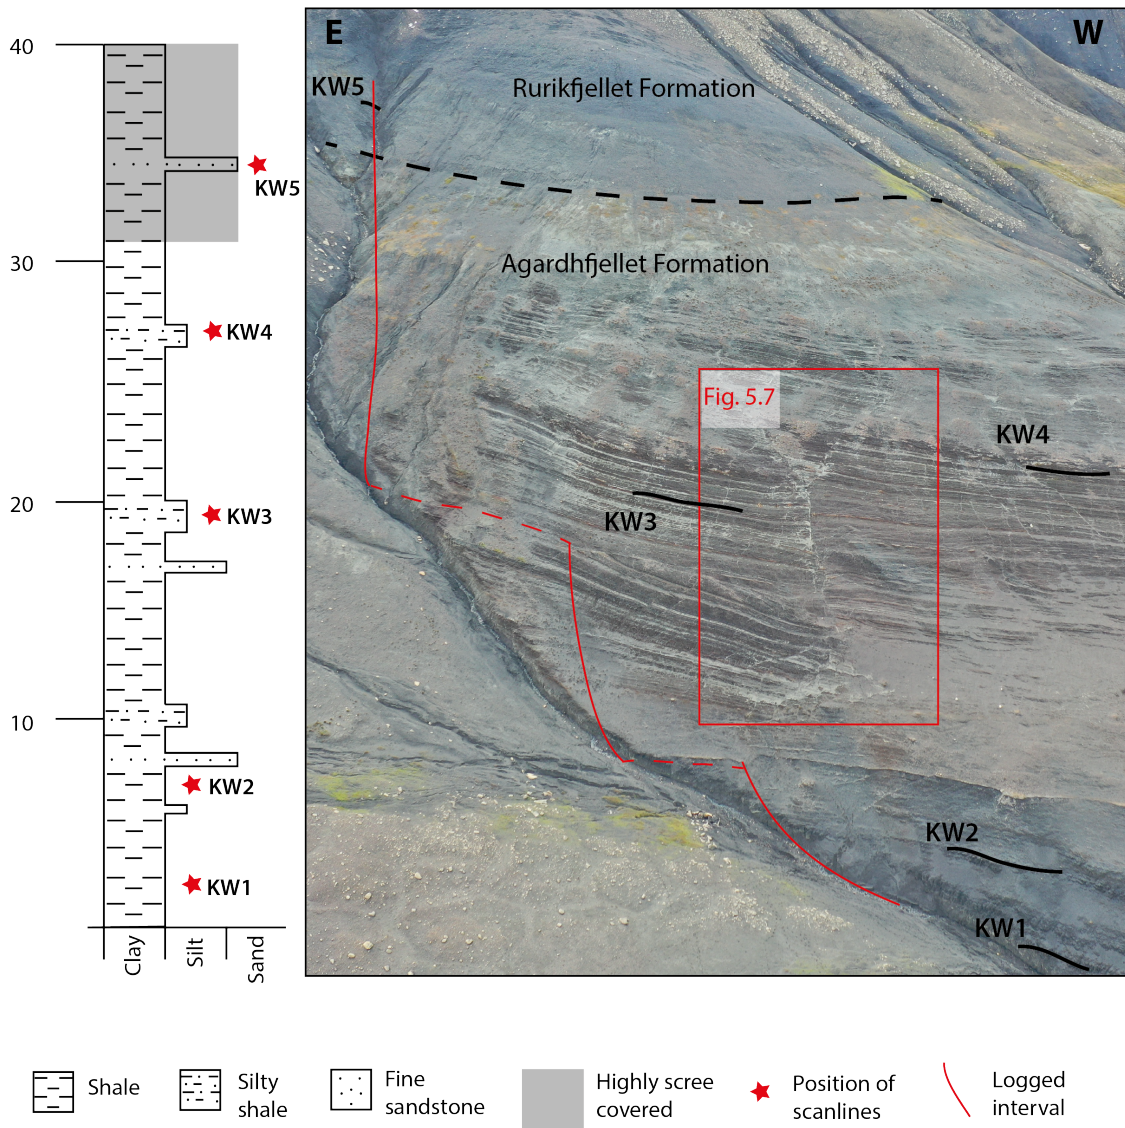 40
30
20
10
KW5
KW4
KW3
KW2
KW1
Clay
Silt
Sand
E
W
KW5
Rurikfjellet Formation
Agardhfjellet Formation
Fig. 5.7
KW4
KW3
KW2
KW1
Shale
Silty
shale
Fine
sandstone
Highly scree
covered
Position of
scanlines
Logged
interval